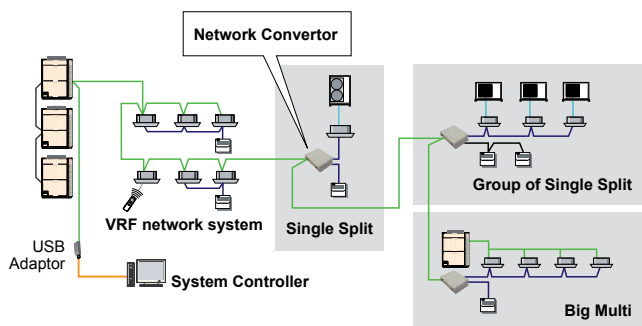 Network Convertor
VRF network system
Single Split
Group of Single Split
USB
Adaptor
System Controller
Big Multi